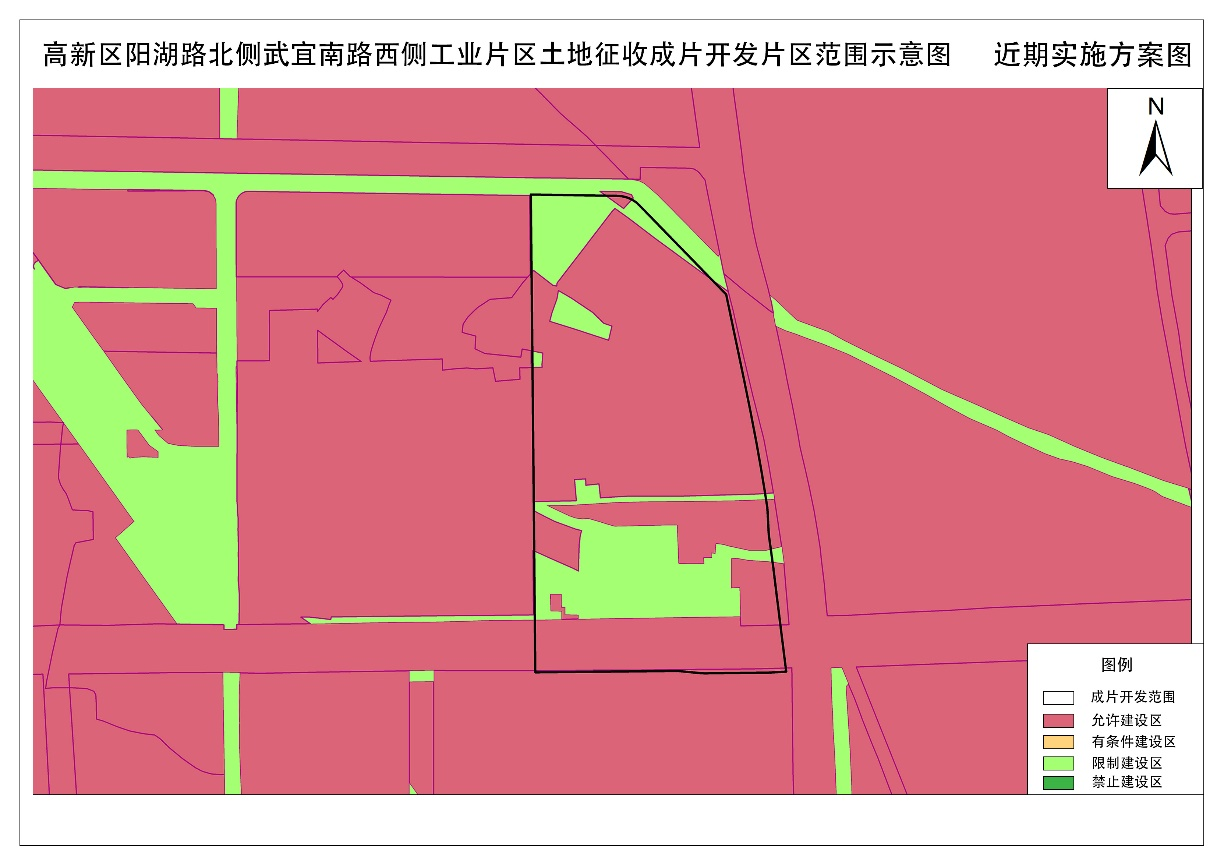 高新区阳湖路北侧武宜南路西侧工业片区土地征收成片开发片区范围示意图 近期实施方案图
N
图例
成片开发范围
允许建设区
有条件建设区
限制建设区
禁止建设区